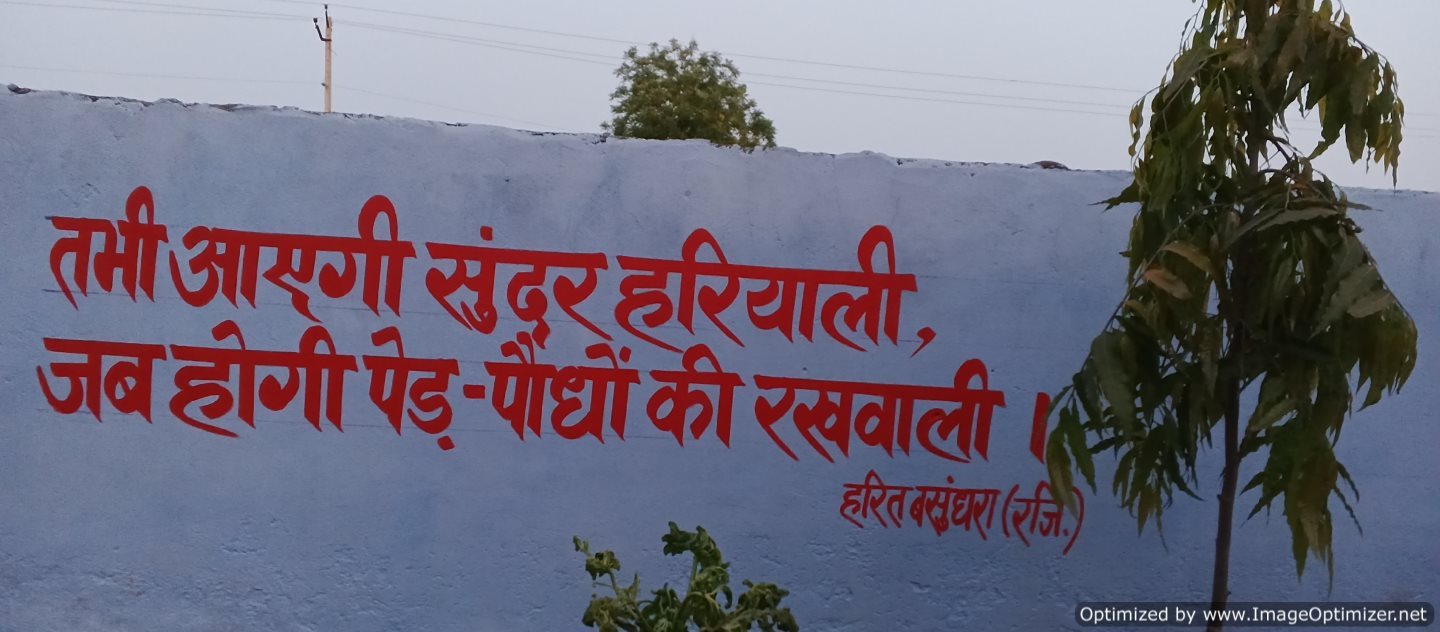 तभी आएगी सुंदर हरियाली,
जब होगी पेड़-पौधों की रखवाली ।
हरित बसुंधरा (रजि.)
Optimized by www.ImageOptimizer.net